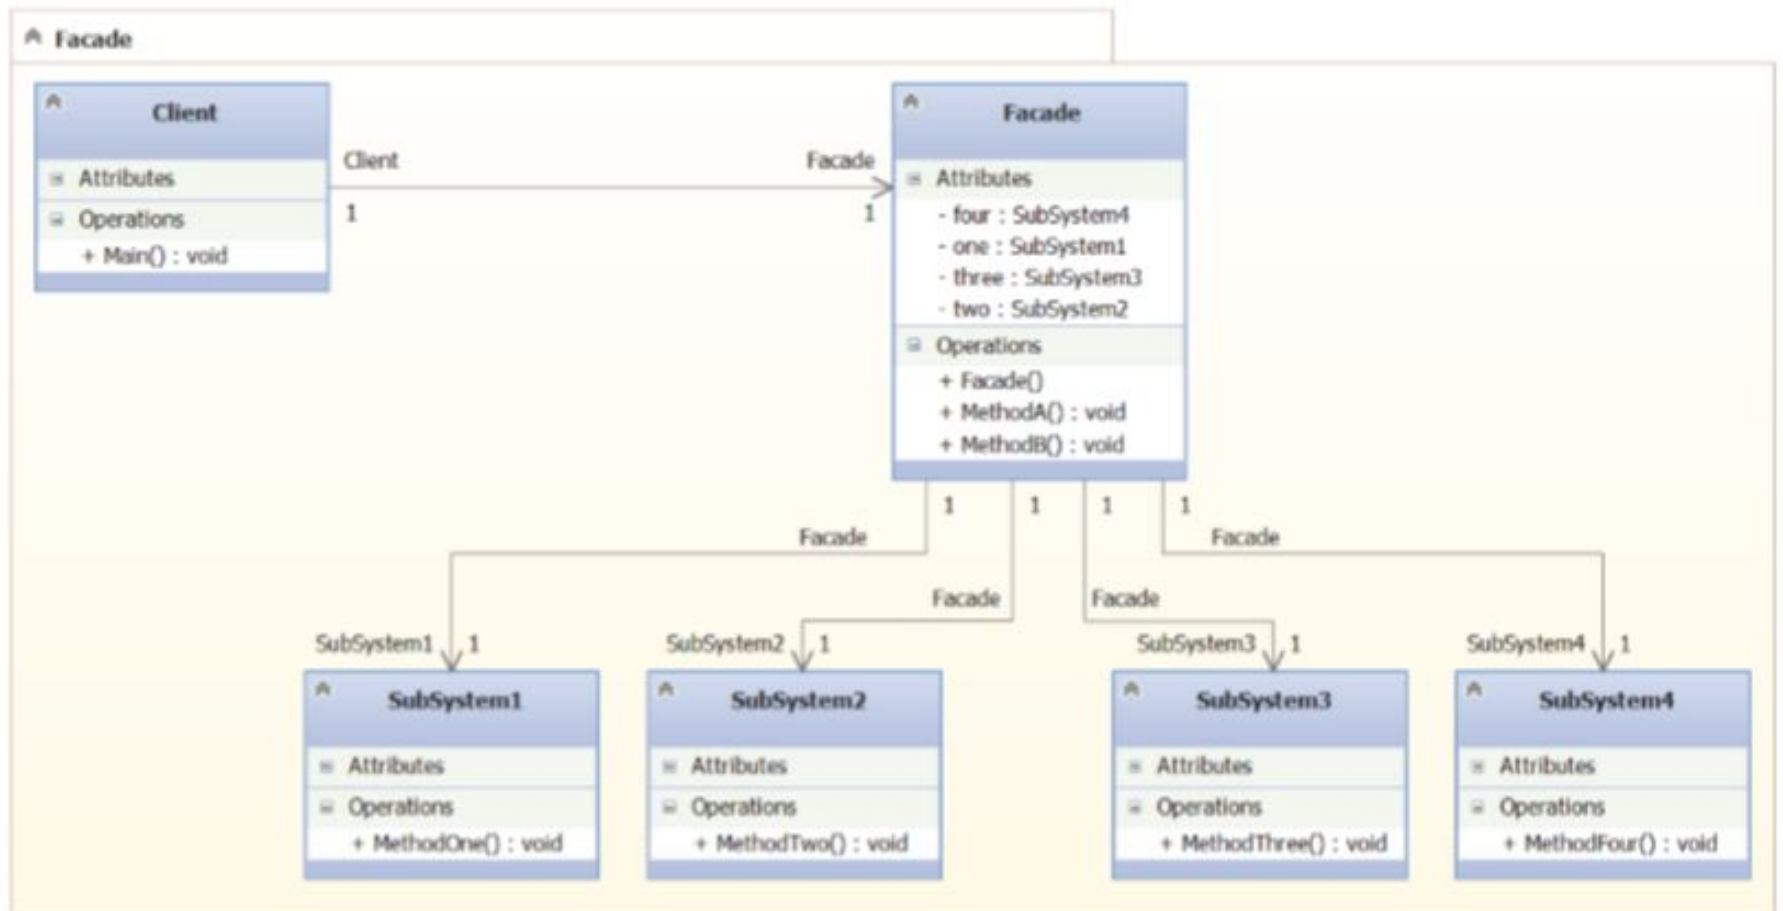 Facade
Client
Attributes
Operations
+ Main() : void
Client
1
Facade
1
Facade
Attributes
- four : SubSystem4
- one : SubSystem1
- three : SubSystem3
- two : SubSystem2
Operations
+ Facade()
+ MethodA() : void
+ MethodB() : void
1
1
1
1
Facade
Facade
Facade
Facade
SubSystem1
1
SubSystem2
1
SubSystem3
1
SubSystem4
1
SubSystem1
Attributes
Operations
+ MethodOne() : void
SubSystem2
Attributes
Operations
+ MethodTwo() : void
SubSystem3
Attributes
Operations
+ MethodThree() : void
SubSystem4
Attributes
Operations
+ MethodFour() : void